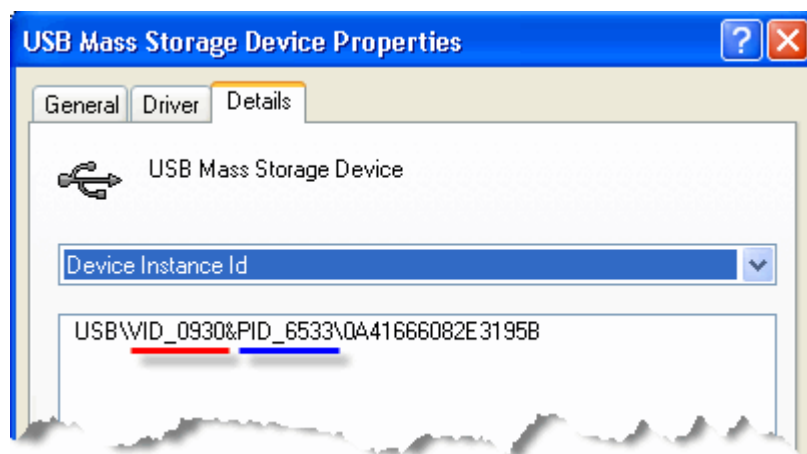 USB Mass Storage Device Properties
General Driver Details
USB Mass Storage Device
Device Instance Id
USB\VID_0930&PID_6533\0A41666082E3195B